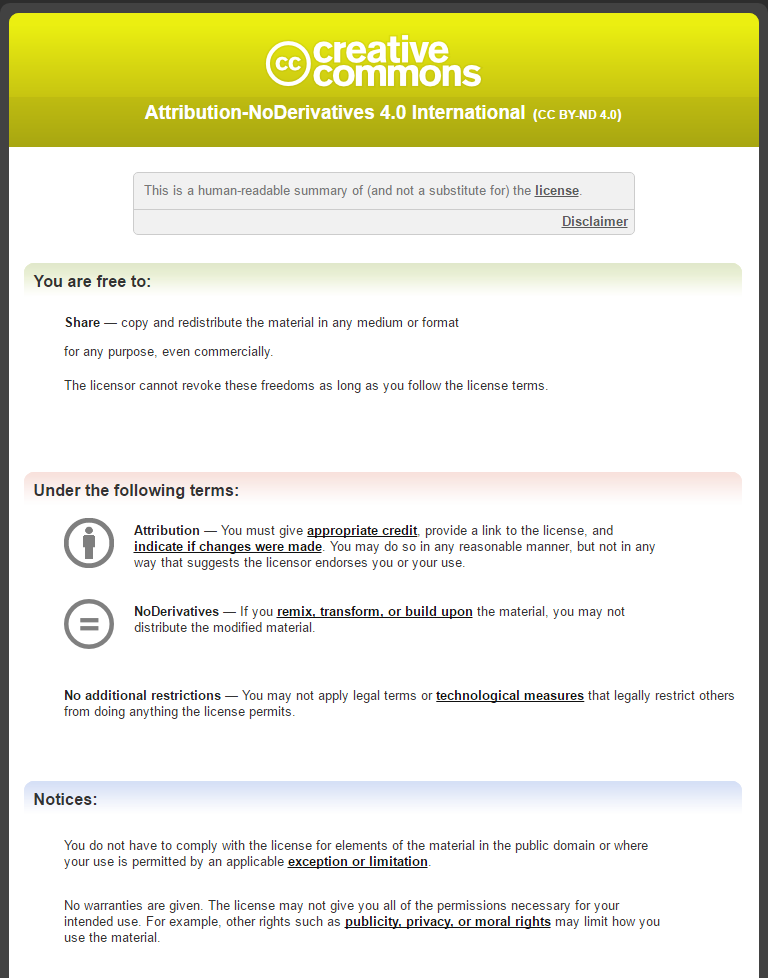 cc creative
commons
Attribution-NoDerivatives 4.0 International (CC BY-ND 4.0)
This is a human-readable summary of (and not a substitute for) the license.
Disclaimer
You are free to:
Share — copy and redistribute the material in any medium or format
for any purpose, even commercially.
The licensor cannot revoke these freedoms as long as you follow the license terms.
Under the following terms:
Attribution — You must give appropriate credit, provide a link to the license, and
indicate if changes were made. You may do so in any reasonable manner, but not in any
way that suggests the licensor endorses you or your use.
=
NoDerivatives — If you remix, transform, or build upon the material, you may not
distribute the modified material.
No additional restrictions — You may not apply legal terms or technological measures that legally restrict others
from doing anything the license permits.
Notices:
You do not have to comply with the license for elements of the material in the public domain or where
your use is permitted by an applicable exception or limitation.
No warranties are given. The license may not give you all of the permissions necessary for your
intended use. For example, other rights such as publicity, privacy, or moral rights may limit how you
use the material.